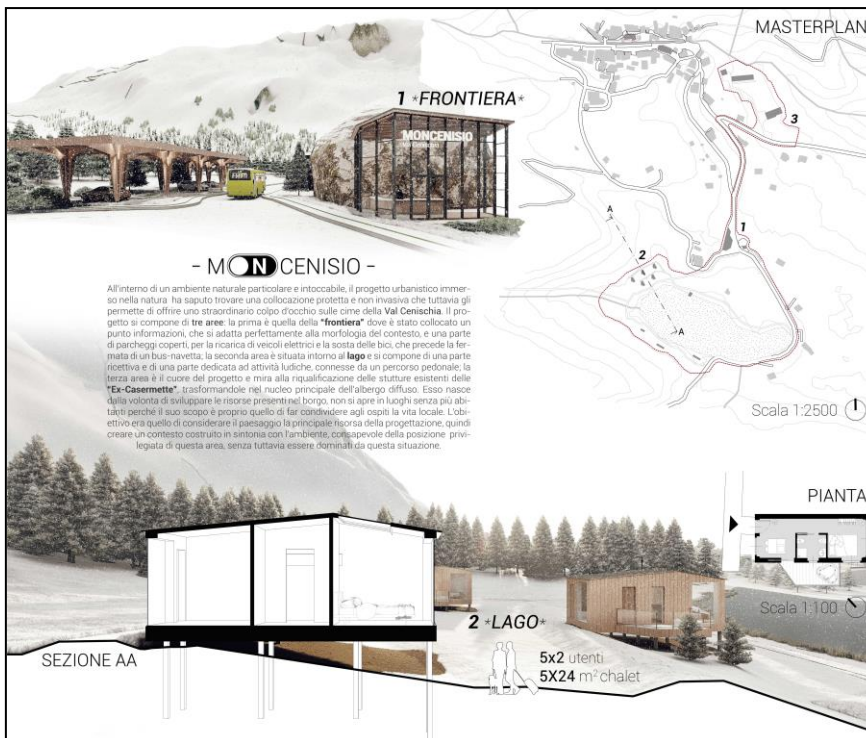 MASTERPLAN
1 *FRONTIERA*
MONCENISIO
3
1
A
2
A
- MONCENISIO -
All'interno di un ambiente naturale particolare e intoccabile, il progetto urbanistico immer-
so nella natura ha saputo trovare una collocazione protetta e non invasiva che tuttavia gli
permette di offrire uno straordinario colpo d'occhio sulle cime della Val Cenischia. Il pro-
getto si compone di tre aree: la prima è quella della "frontiera" dove è stato collocato un
punto informazioni, che si adatta perfettamente alla morfologia del contesto, e una parte
di parcheggi coperti, per la ricarica di veicoli elettrici e la sosta delle bici, che precede la fer-
mata di un bus-navetta; la seconda area è situata intorno al lago e si compone di una parte
ricettiva e di una parte dedicata ad attività ludiche, connesse da un percorso pedonale; la
terza area è il cuore del progetto e mira alla riqualificazione delle stutture esistenti delle
"Ex-Casermette", trasformandole nel nucleo principale dell'albergo diffuso. Esso nasce
dalla volontà di sviluppare le risorse presenti nel borgo, non si apre in luoghi senza più abi-
tanti perché il suo scopo è proprio quello di far condividere agli ospiti la vita locale. L'obi-
ettivo era quello di considerare il paesaggio la principale risorsa della progettazione, quindi
creare un contesto costruito in sintonia con l'ambiente, consapevole della posizione privi-
legiata di questa area, senza tuttavia essere dominati da questa situazione.
Scala 1:2500
PIANTA
Scala 1:100
2 *LAGO*
SEZIONE AA
5x2 utenti
5X24 m² chalet